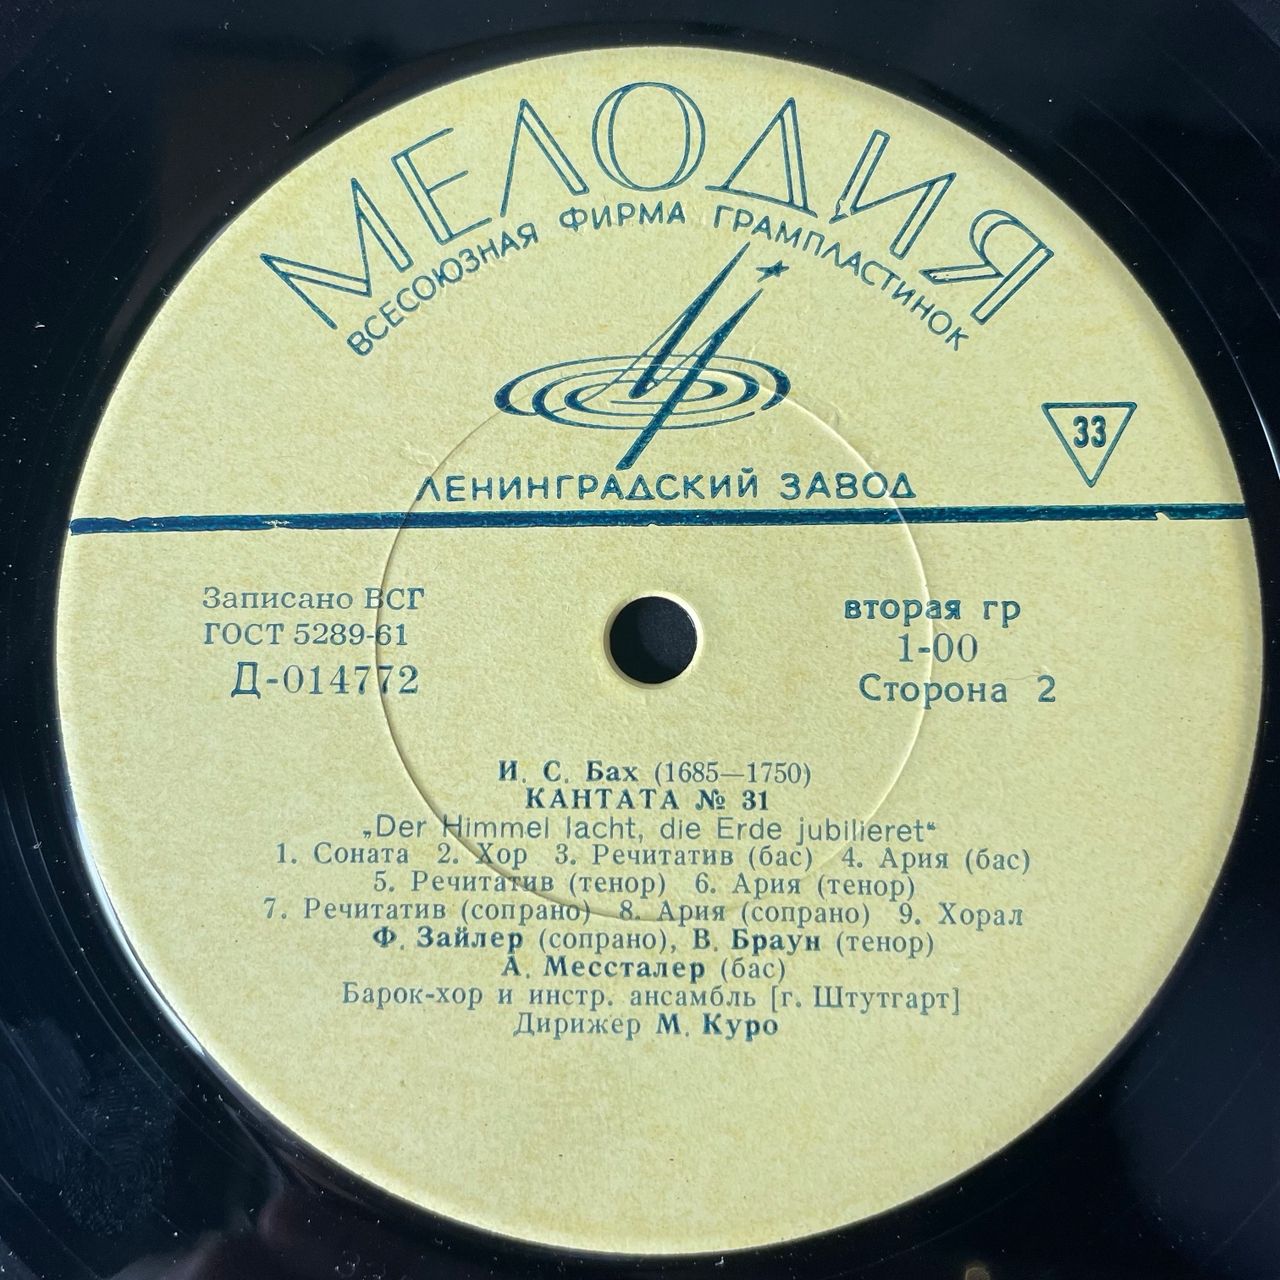 МЕЛОДИЯ
ВСЕСОЮЗНАЯ ФИРМА ГРАМПЛАСТИНОК
33
ЛЕНИНГРАДСКИЙ ЗАВОД
Записано ВСГ
ГОСТ 5289-61
Д-014772
вторая гр
1-00
Сторона 2
И. С. Бах (1685—1750)
КАНТАТА № 31
„Der Himmel lacht, die Erde jubilieret“
1. Соната 2. Хор 3. Речитатив (бас) 4. Ария (бас)
5. Речитатив (тенор) 6. Ария (тенор)
7. Речитатив (сопрано) 8. Ария (сопрано) 9. Хорал
Ф. Зайлер (сопрано), В. Браун (тенор)
А. Мессталер (бас)
Барок-хор и инстр. ансамбль [г. Штутгарт]
Дирижер М. Куро